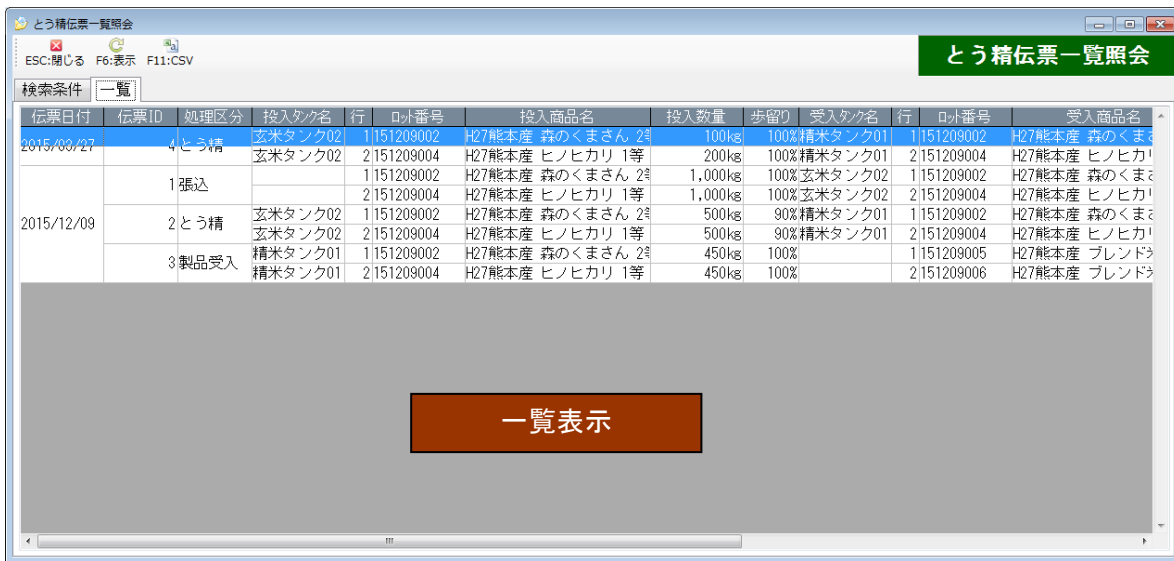 とう精伝票一覧照会
ESC:閉じる F6:表示 F11:CSV
とう精伝票一覧照会
検索条件 一覧
伝票日付 伝票ID 処理区分 投入ﾀﾝｸ名 行 ﾛｯﾄ番号 投入商品名 投入数量 歩留り 受入ﾀﾝｸ名 行 ﾛｯﾄ番号 受入商品名
2015/03/27 4 とう精 玄米タンク02 1 151209002 H27熊本産 森のくまさん 2等 100kg 100% 精米タンク01 1 151209002 H27熊本産 森のくまさ
玄米タンク02 2 151209004 H27熊本産 ヒノヒカリ 1等 200kg 100% 精米タンク01 2 151209004 H27熊本産 ヒノヒカリ
2015/12/09 1 張込 1 151209002 H27熊本産 森のくまさん 2等 1,000kg 100% 玄米タンク02 1 151209002 H27熊本産 森のくまさ
2 151209004 H27熊本産 ヒノヒカリ 1等 1,000kg 100% 玄米タンク02 2 151209004 H27熊本産 ヒノヒカリ
2 とう精 玄米タンク02 1 151209002 H27熊本産 森のくまさん 2等 500kg 90% 精米タンク01 1 151209002 H27熊本産 森のくまさ
玄米タンク02 2 151209004 H27熊本産 ヒノヒカリ 1等 500kg 90% 精米タンク01 2 151209004 H27熊本産 ヒノヒカリ
3 製品受入 精米タンク01 1 151209002 H27熊本産 森のくまさん 2等 450kg 100% 1 151209005 H27熊本産 ブレンド米
精米タンク01 2 151209004 H27熊本産 ヒノヒカリ 1等 450kg 100% 2 151209006 H27熊本産 ブレンド米
一覧表示